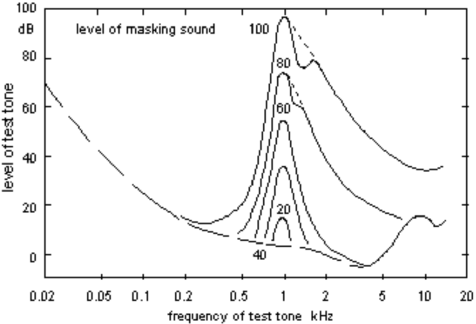 100
dB
level of masking sound
100
80
80
60
60
40
20
20
0
40
level of test tone
0.02 0.05 0.1 0.2 0.5 1 2 5 10 20
frequency of test tone kHz